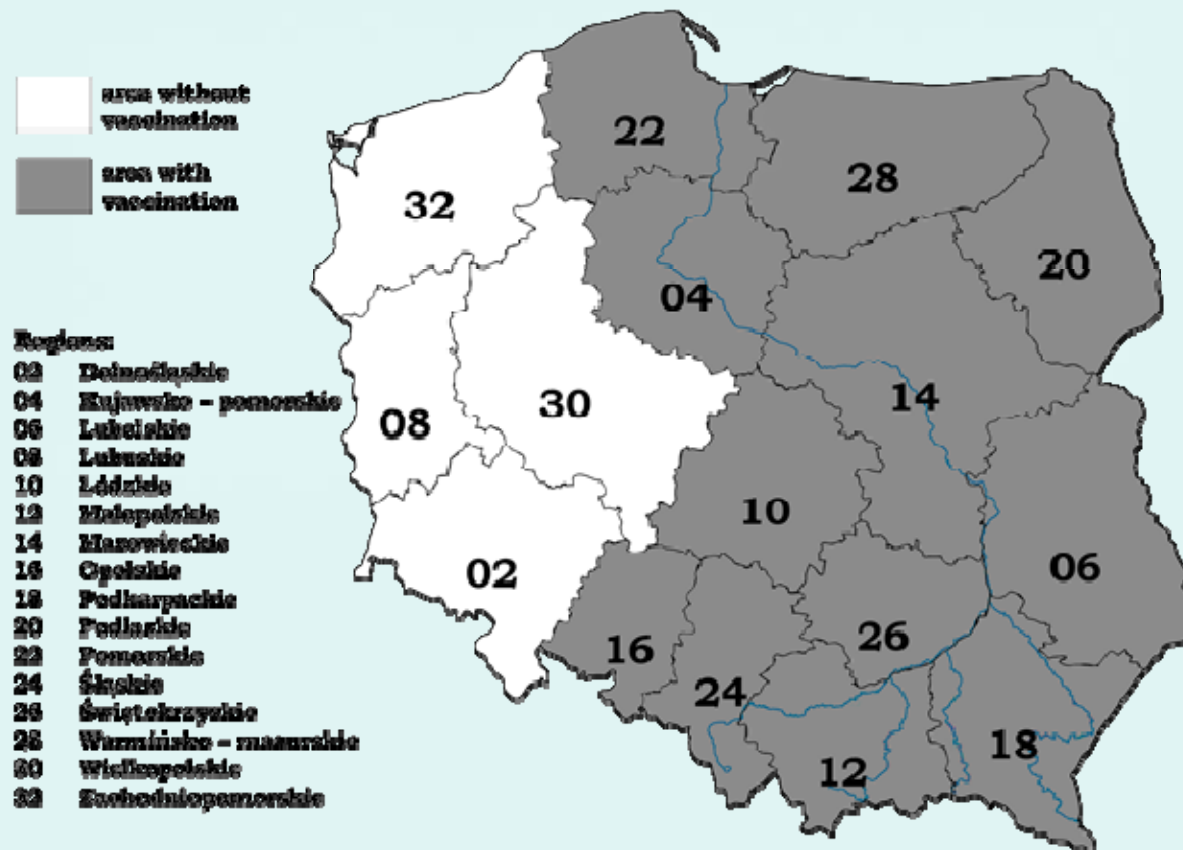 area without
vaccination
area with
vaccination
22
28
32
20
04
Regions:
02 Dolnośląskie
04 Kujawsko – pomorskie
06 Lubelskie
08 Lubuskie
10 Łódzkie
12 Małopolskie
14 Mazowieckie
16 Opolskie
18 Podkarpackie
20 Podlaskie
22 Pomorskie
24 Śląskie
26 Świętokrzyskie
28 Warmińsko – mazurskie
30 Wielkopolskie
32 Zachodniopomorskie
14
30
08
10
06
02
26
16
24
18
12